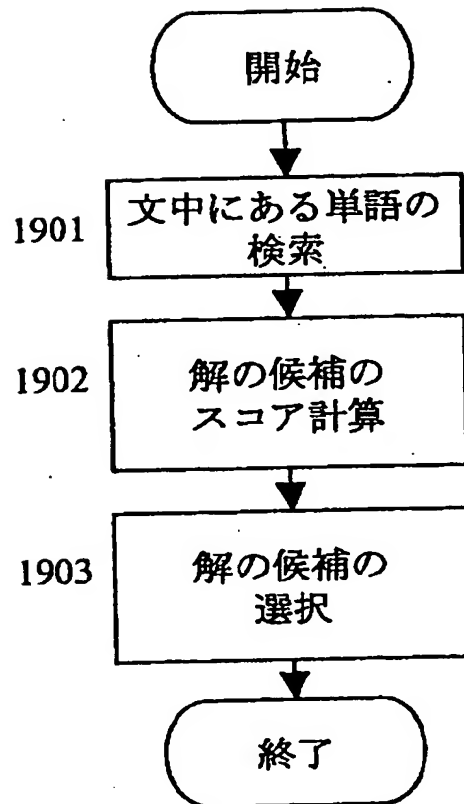 開始
1901
文中にある単語の
検索
1902
解の候補の
スコア計算
1903
解の候補の
選択
終了